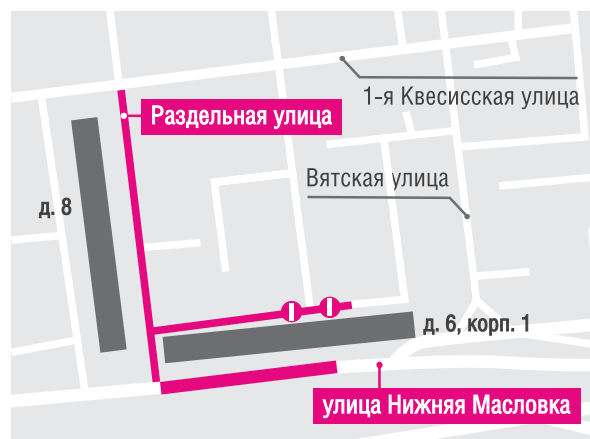 1-я Квесисская улица
Раздельная улица
Вятская улица
д. 8
д. 6, корп. 1
улица Нижняя Масловка